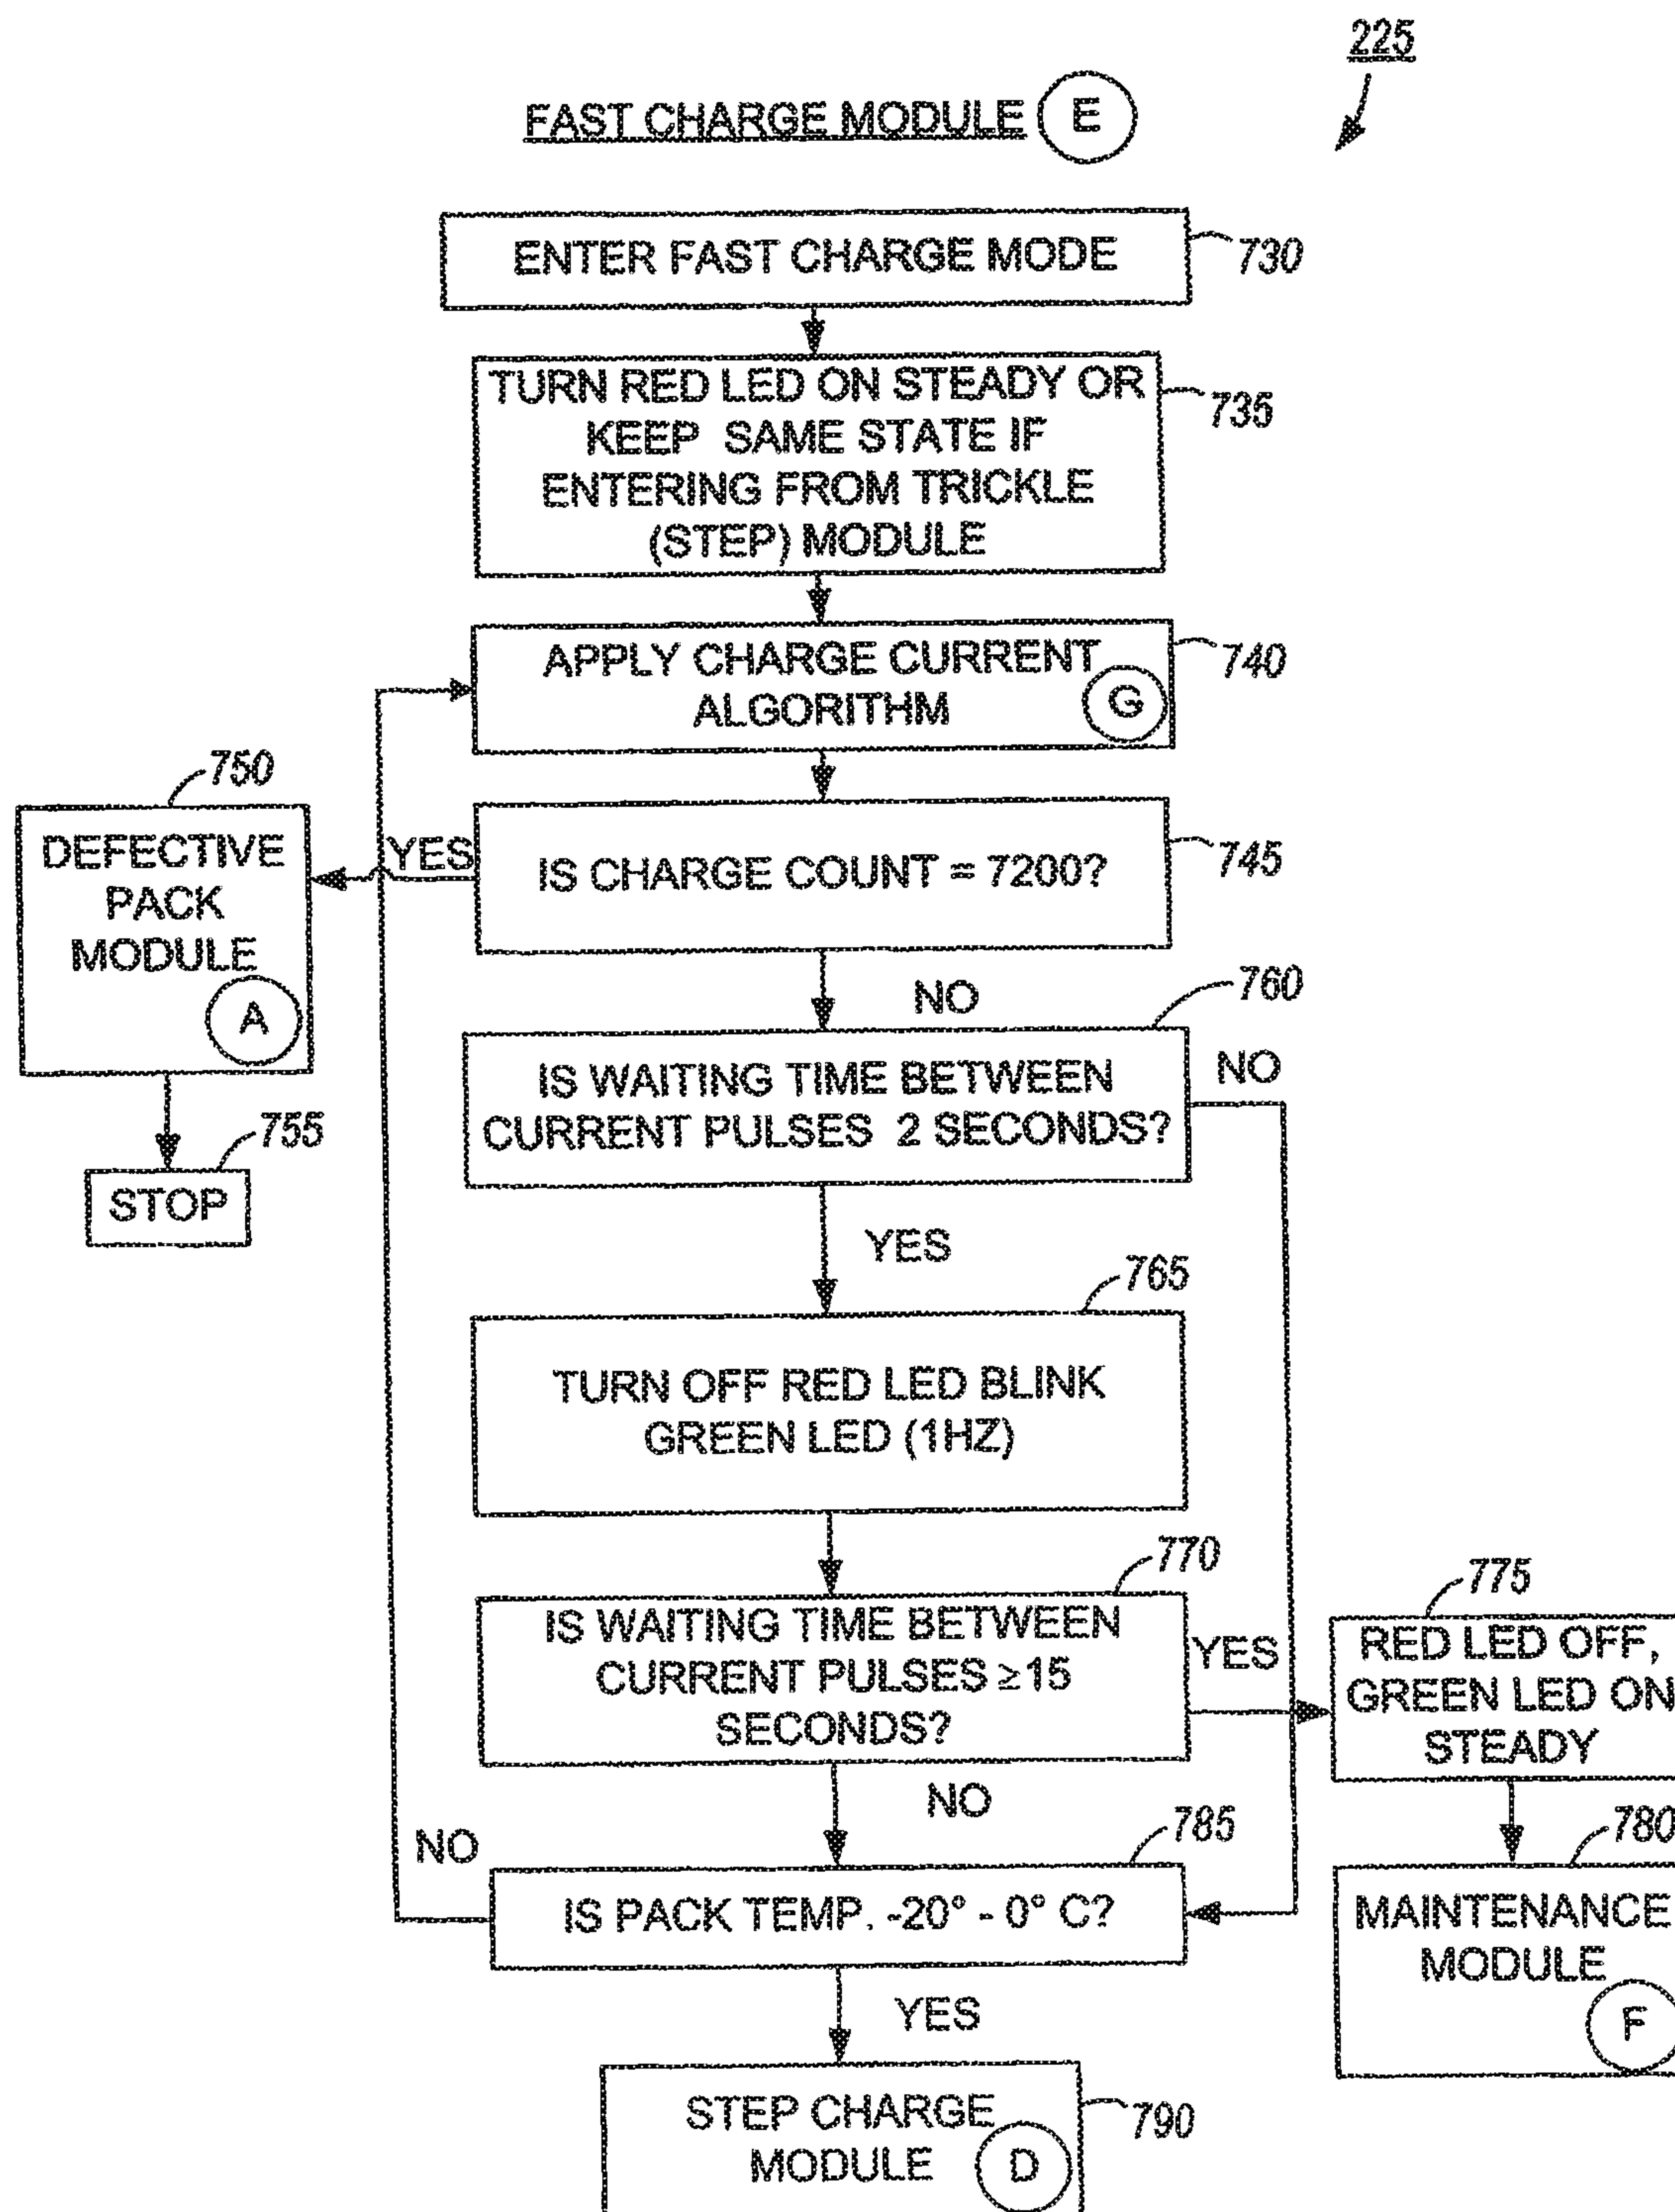 225
FAST CHARGE MODULE E
ENTER FAST CHARGE MODE
730
TURN RED LED ON STEADY OR
KEEP SAME STATE IF
ENTERING FROM TRICKLE
(STEP) MODULE
735
APPLY CHARGE CURRENT
ALGORITHM
G
740
750
DEFECTIVE
PACK
MODULE
A
YES
IS CHARGE COUNT = 7200?
745
NO
760
IS WAITING TIME BETWEEN
CURRENT PULSES 2 SECONDS?
NO
755
STOP
YES
765
TURN OFF RED LED BLINK
GREEN LED (1HZ)
770
IS WAITING TIME BETWEEN
CURRENT PULSES ≥15
SECONDS?
YES
775
RED LED OFF,
GREEN LED ON
STEADY
NO
NO
785
IS PACK TEMP. -20° - 0° C?
780
MAINTENANCE
MODULE
F
YES
STEP CHARGE
MODULE
D
790